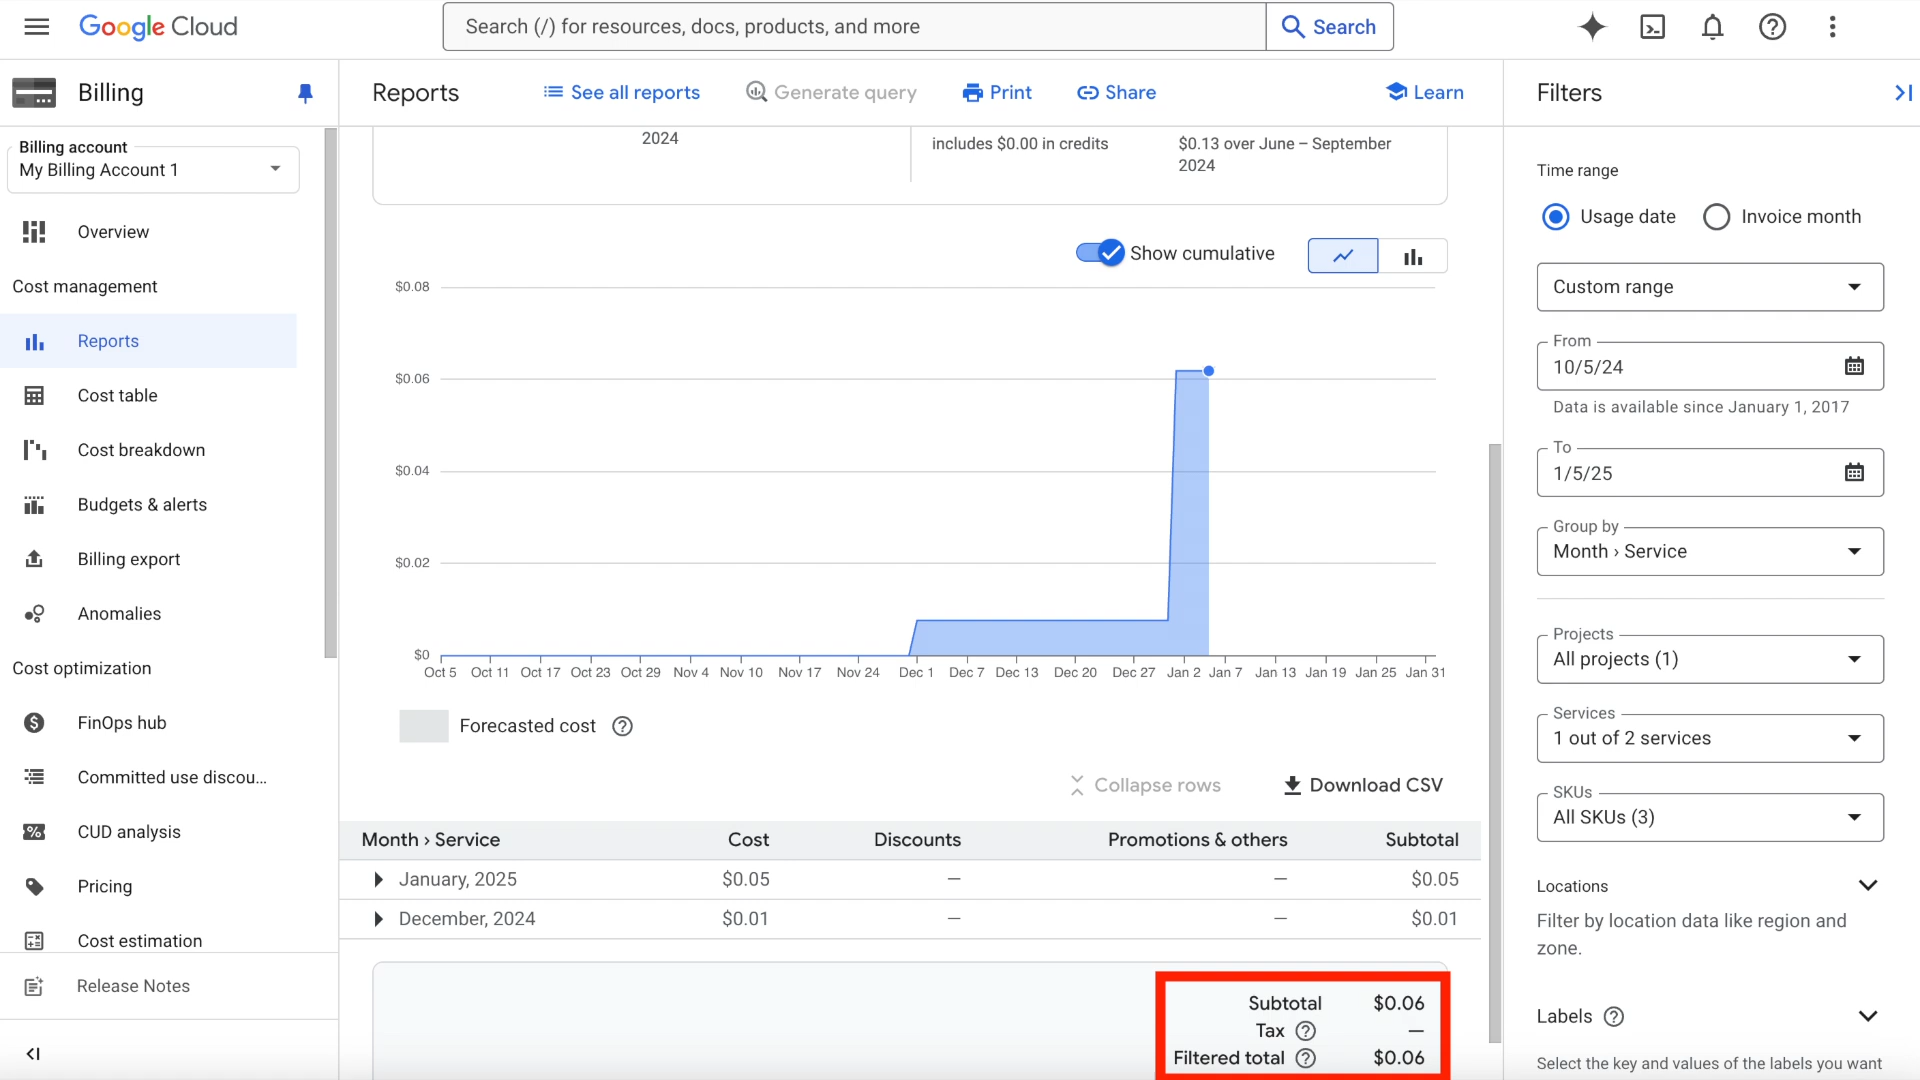 Google Cloud
Search (/) for resources, docs, products, and more
Search
Billing
Reports
See all reports
Generate query
Print
Share
Learn
Filters
Billing account
My Billing Account 1
Overview
Cost management
Reports
Cost table
Cost breakdown
Budgets & alerts
Billing export
Anomalies
Cost optimization
FinOps hub
Committed use discou...
CUD analysis
Pricing
Cost estimation
Release Notes
2024
includes $0.00 in credits
$0.13 over June – September
2024
Show cumulative
$0.08
$0.06
$0.04
$0.02
$0
Oct 5 Oct 11 Oct 17 Oct 23 Oct 29 Nov 4 Nov 10 Nov 17 Nov 24 Dec 1 Dec 7 Dec 13 Dec 20 Dec 27 Jan 2 Jan 7 Jan 13 Jan 19 Jan 25 Jan 31
Forecasted cost
Collapse rows
Download CSV
Month › Service Cost Discounts Promotions & others Subtotal
January, 2025 $0.05 — — $0.05
December, 2024 $0.01 — — $0.01
Subtotal $0.06
Tax —
Filtered total $0.06
Time range
Usage date
Invoice month
Custom range
From
10/5/24
Data is available since January 1, 2017
To
1/5/25
Group by
Month › Service
Projects
All projects (1)
Services
1 out of 2 services
SKUs
All SKUs (3)
Locations
Filter by location data like region and
zone.
Labels
Select the key and values of the labels you want